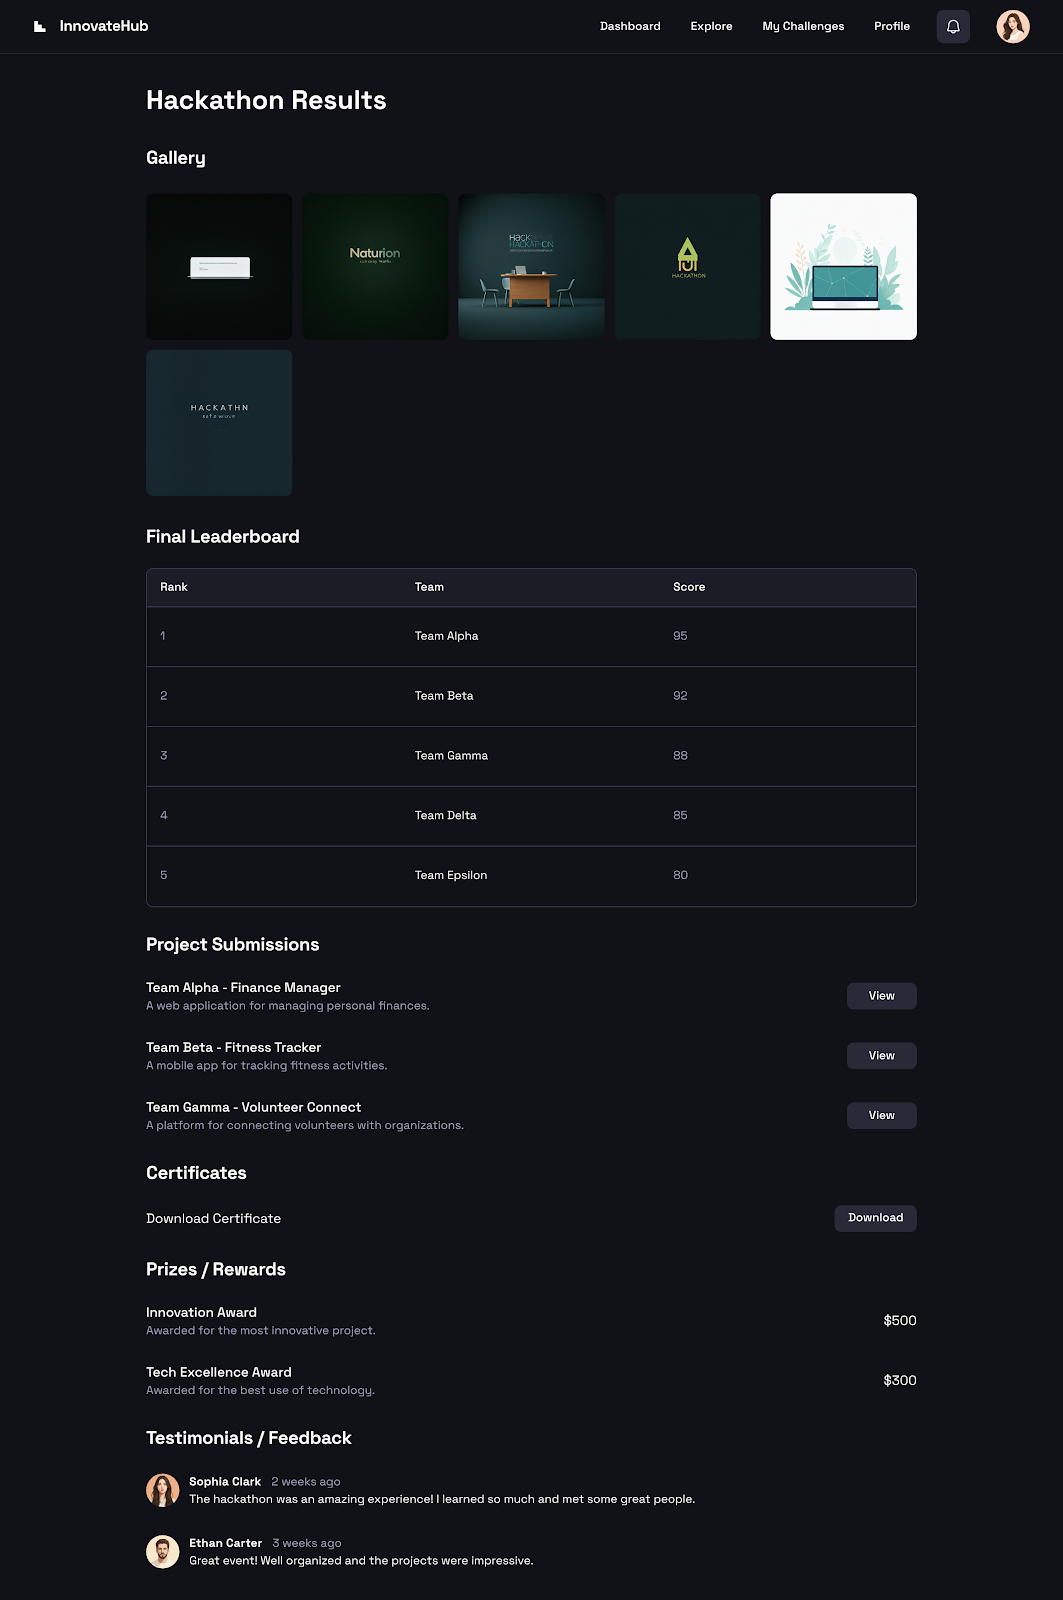 InnovateHub
Dashboard Explore My Challenges Profile
Hackathon Results
Gallery
Naturion
HACK
HACKATHON
HACKATHON
HACKATHN
Final Leaderboard
Rank Team Score
1 Team Alpha 95
2 Team Beta 92
3 Team Gamma 88
4 Team Delta 85
5 Team Epsilon 80
Project Submissions
Team Alpha - Finance Manager
A web application for managing personal finances.
View
Team Beta - Fitness Tracker
A mobile app for tracking fitness activities.
View
Team Gamma - Volunteer Connect
A platform for connecting volunteers with organizations.
View
Certificates
Download Certificate Download
Prizes / Rewards
Innovation Award
Awarded for the most innovative project.
$500
Tech Excellence Award
Awarded for the best use of technology.
$300
Testimonials / Feedback
Sophia Clark 2 weeks ago
The hackathon was an amazing experience! I learned so much and met some great people.
Ethan Carter 3 weeks ago
Great event! Well organized and the projects were impressive.